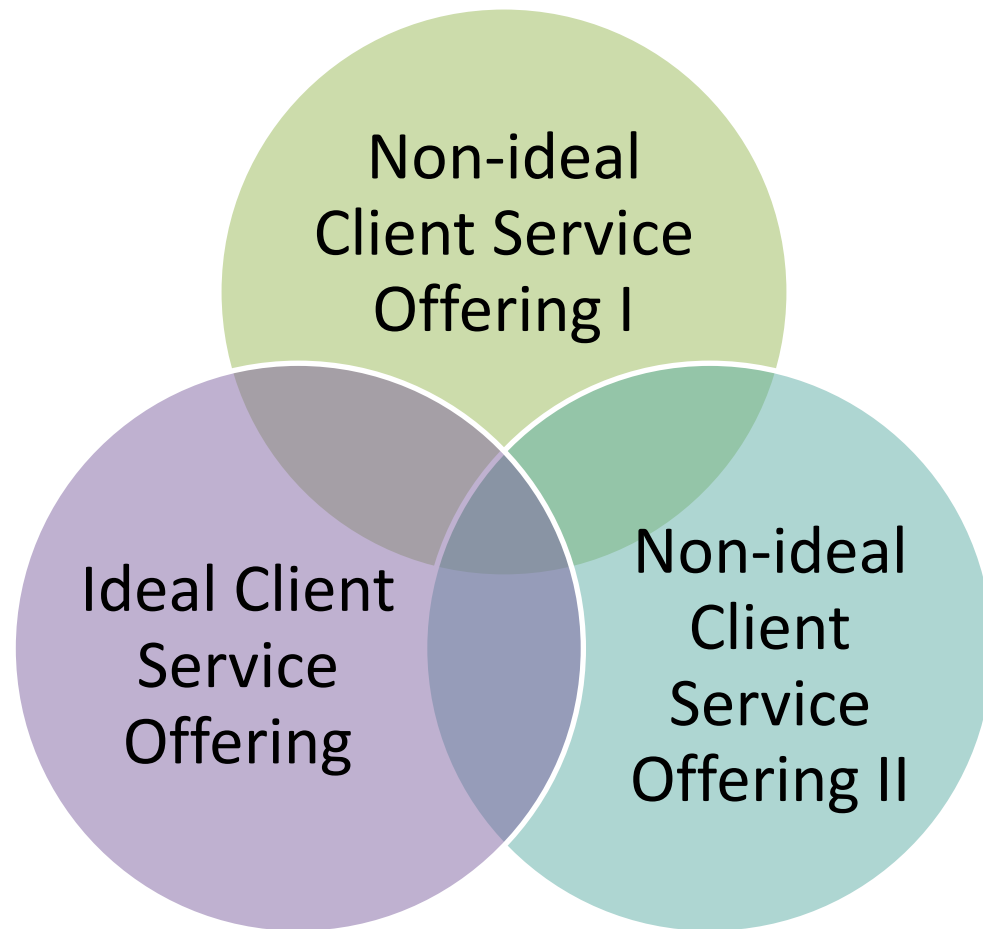 Non-ideal
Client Service
Offering I
Ideal Client
Service
Offering
Non-ideal
Client
Service
Offering II